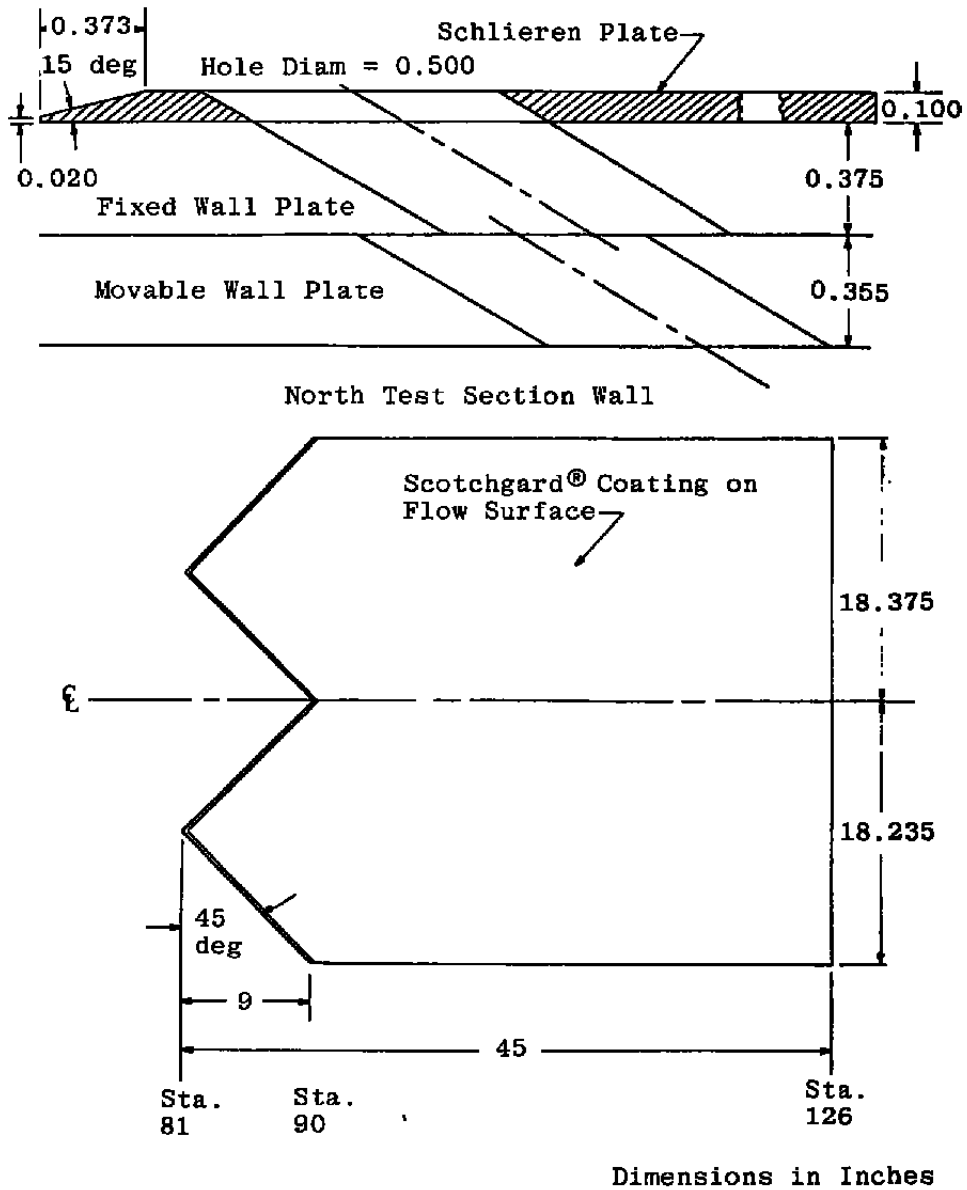 0.373
Schlieren Plate
15 deg
Hole Diam = 0.500
0.100
0.020
0.375
Fixed Wall Plate
Movable Wall Plate
0.355
North Test Section Wall
Scotchgard® Coating on
Flow Surface
18.375
℄
18.235
45
deg
9
45
Sta.
81
Sta.
90
Sta.
126
Dimensions in Inches